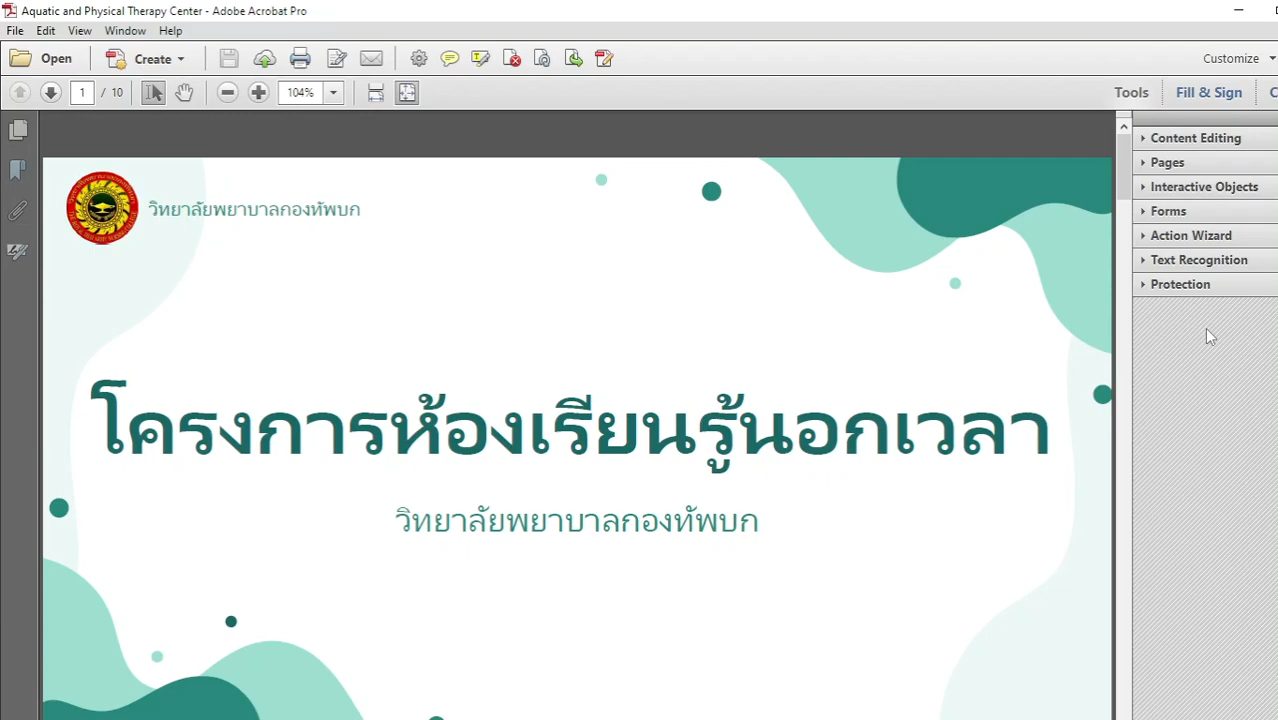 Aquatic and Physical Therapy Center - Adobe Acrobat Pro
File Edit View Window Help
Open Create Customize
1 / 10 104% Tools Fill & Sign C
Content Editing
Pages
Interactive Objects
Forms
Action Wizard
Text Recognition
Protection
วิทยาลัยพยาบาลกองทัพบก
โครงการห้องเรียนรู้นอกเวลา
วิทยาลัยพยาบาลกองทัพบก